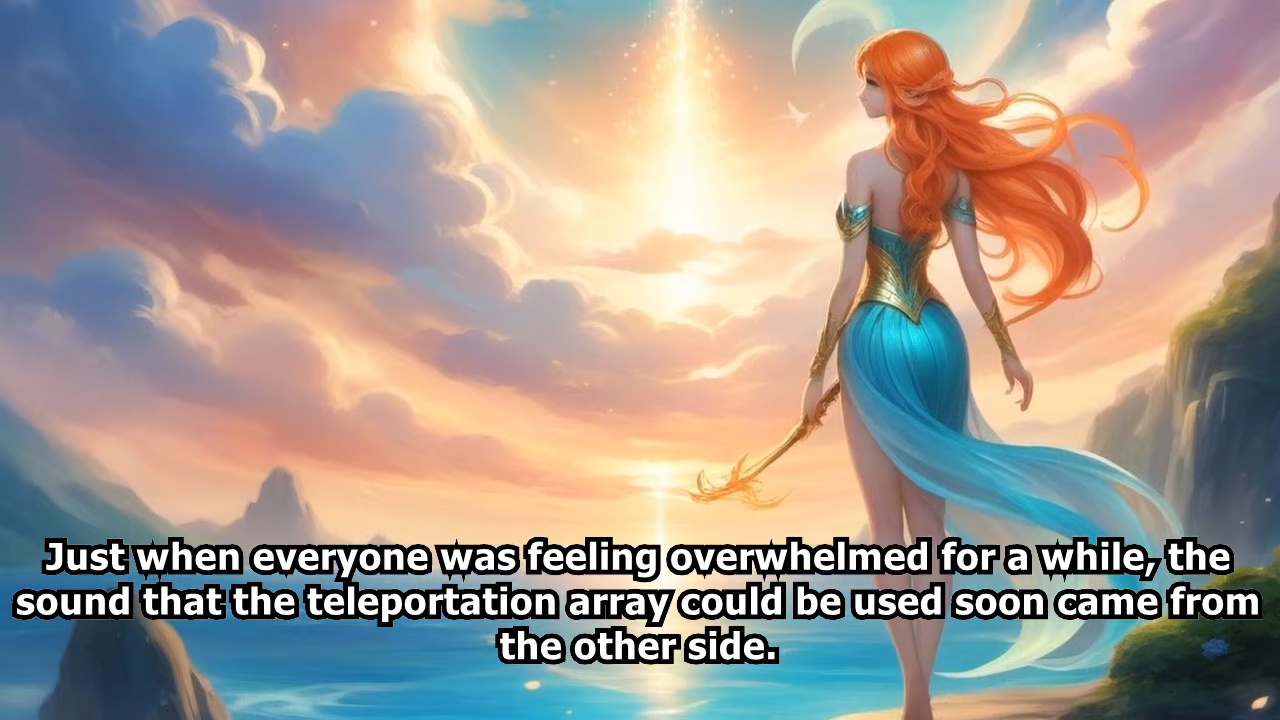 Just when everyone was feeling overwhelmed for a while, the
sound that the teleportation array could be used soon came from
the other side.